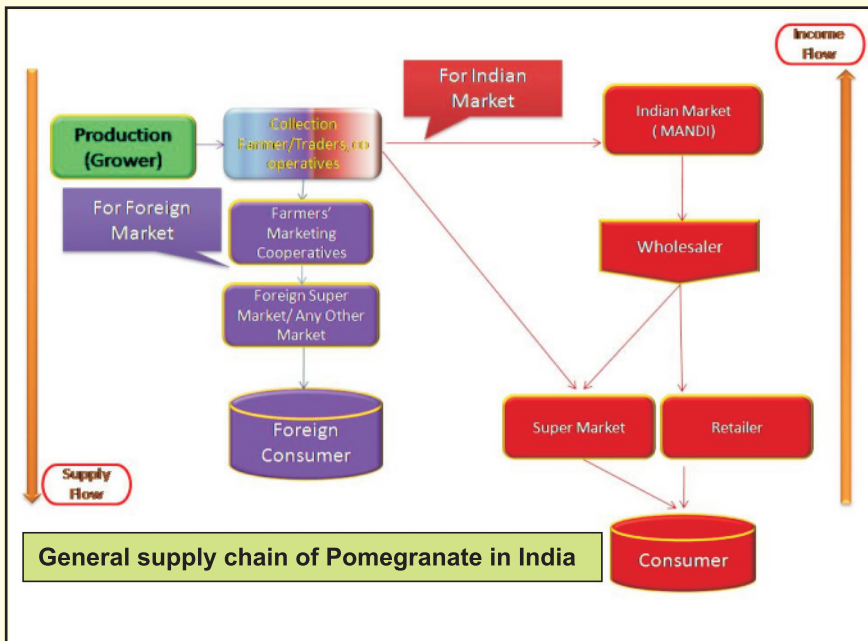 Income
Flow
For Indian
Market
Indian Market
( MANDI)
Production
(Grower)
Collection
Farmer/Traders,co
operatives
For Foreign
Market
Farmers’
Marketing
Cooperatives
Wholesaler
Foreign Super
Market/ Any Other
Market
Foreign
Consumer
Super Market
Retailer
Supply
Flow
General supply chain of Pomegranate in India
Consumer